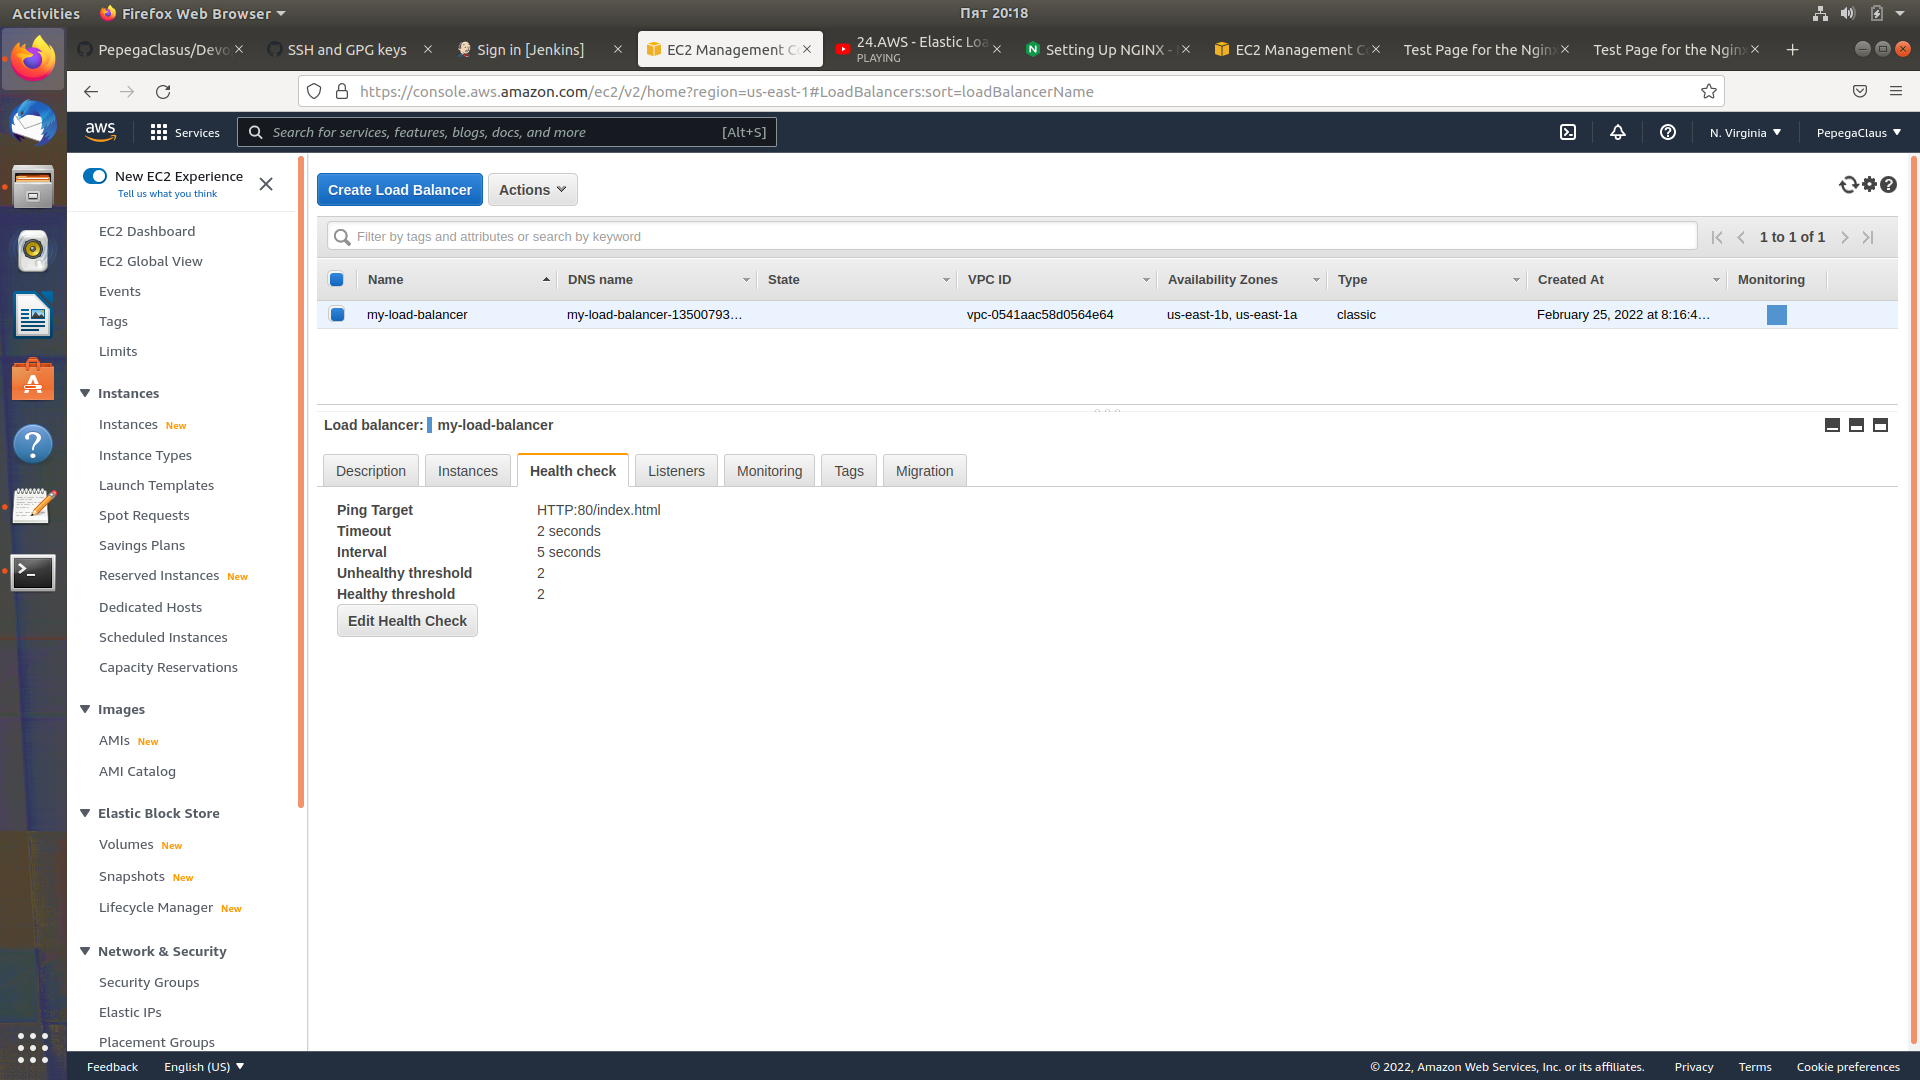 Activities
Firefox Web Browser
Пят 20:18
PepegaClasus/Devo
SSH and GPG keys
Sign in [Jenkins]
EC2 Management Co
24.AWS - Elastic Loa
PLAYING
Setting Up NGINX -
EC2 Management Co
Test Page for the Nginx
Test Page for the Nginx
https://console.aws.amazon.com/ec2/v2/home?region=us-east-1#LoadBalancers:sort=loadBalancerName
aws
Services
Search for services, features, blogs, docs, and more
[Alt+S]
N. Virginia
PepegaClaus
New EC2 Experience
Tell us what you think
EC2 Dashboard
EC2 Global View
Events
Tags
Limits
Instances
Instances New
Instance Types
Launch Templates
Spot Requests
Savings Plans
Reserved Instances New
Dedicated Hosts
Scheduled Instances
Capacity Reservations
Images
AMIs New
AMI Catalog
Elastic Block Store
Volumes New
Snapshots New
Lifecycle Manager New
Network & Security
Security Groups
Elastic IPs
Placement Groups
Create Load Balancer
Actions
Filter by tags and attributes or search by keyword
1 to 1 of 1
Name DNS name State VPC ID Availability Zones Type Created At Monitoring
my-load-balancer my-load-balancer-13500793… vpc-0541aac58d0564e64 us-east-1b, us-east-1a classic February 25, 2022 at 8:16:4…
Load balancer: my-load-balancer
Description Instances Health check Listeners Monitoring Tags Migration
Ping Target HTTP:80/index.html
Timeout 2 seconds
Interval 5 seconds
Unhealthy threshold 2
Healthy threshold 2
Edit Health Check
Feedback
English (US)
© 2022, Amazon Web Services, Inc. or its affiliates.
Privacy
Terms
Cookie preferences